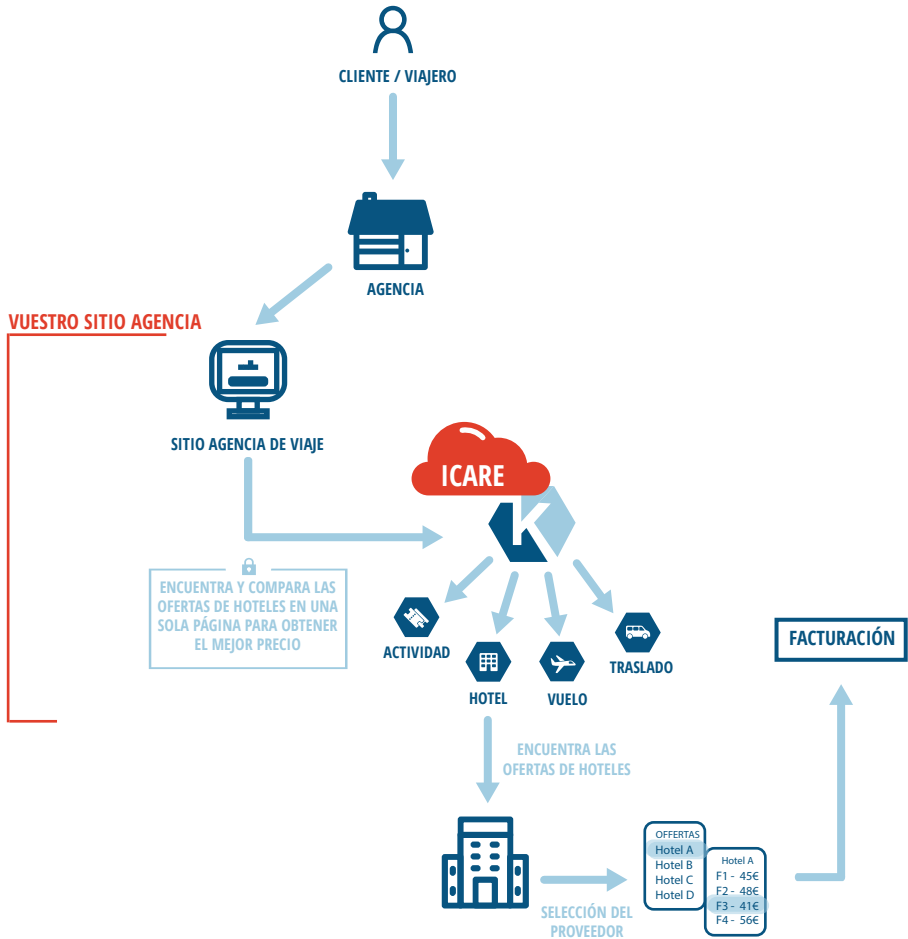 CLIENTE / VIAJERO
AGENCIA
VUESTRO SITIO AGENCIA
SITIO AGENCIA DE VIAJE
ICARE
K
ENCUENTRA Y COMPARA LAS
OFERTAS DE HOTELES EN UNA
SOLA PÁGINA PARA OBTENER
EL MEJOR PRECIO
ACTIVIDAD
HOTEL
VUELO
TRASLADO
FACTURACIÓN
ENCUENTRA LAS
OFERTAS DE HOTELES
SELECCIÓN DEL
PROVEEDOR
OFFERTAS
Hotel A
Hotel B
Hotel C
Hotel D
Hotel A
F1 - 45€
F2 - 48€
F3 - 41€
F4 - 56€